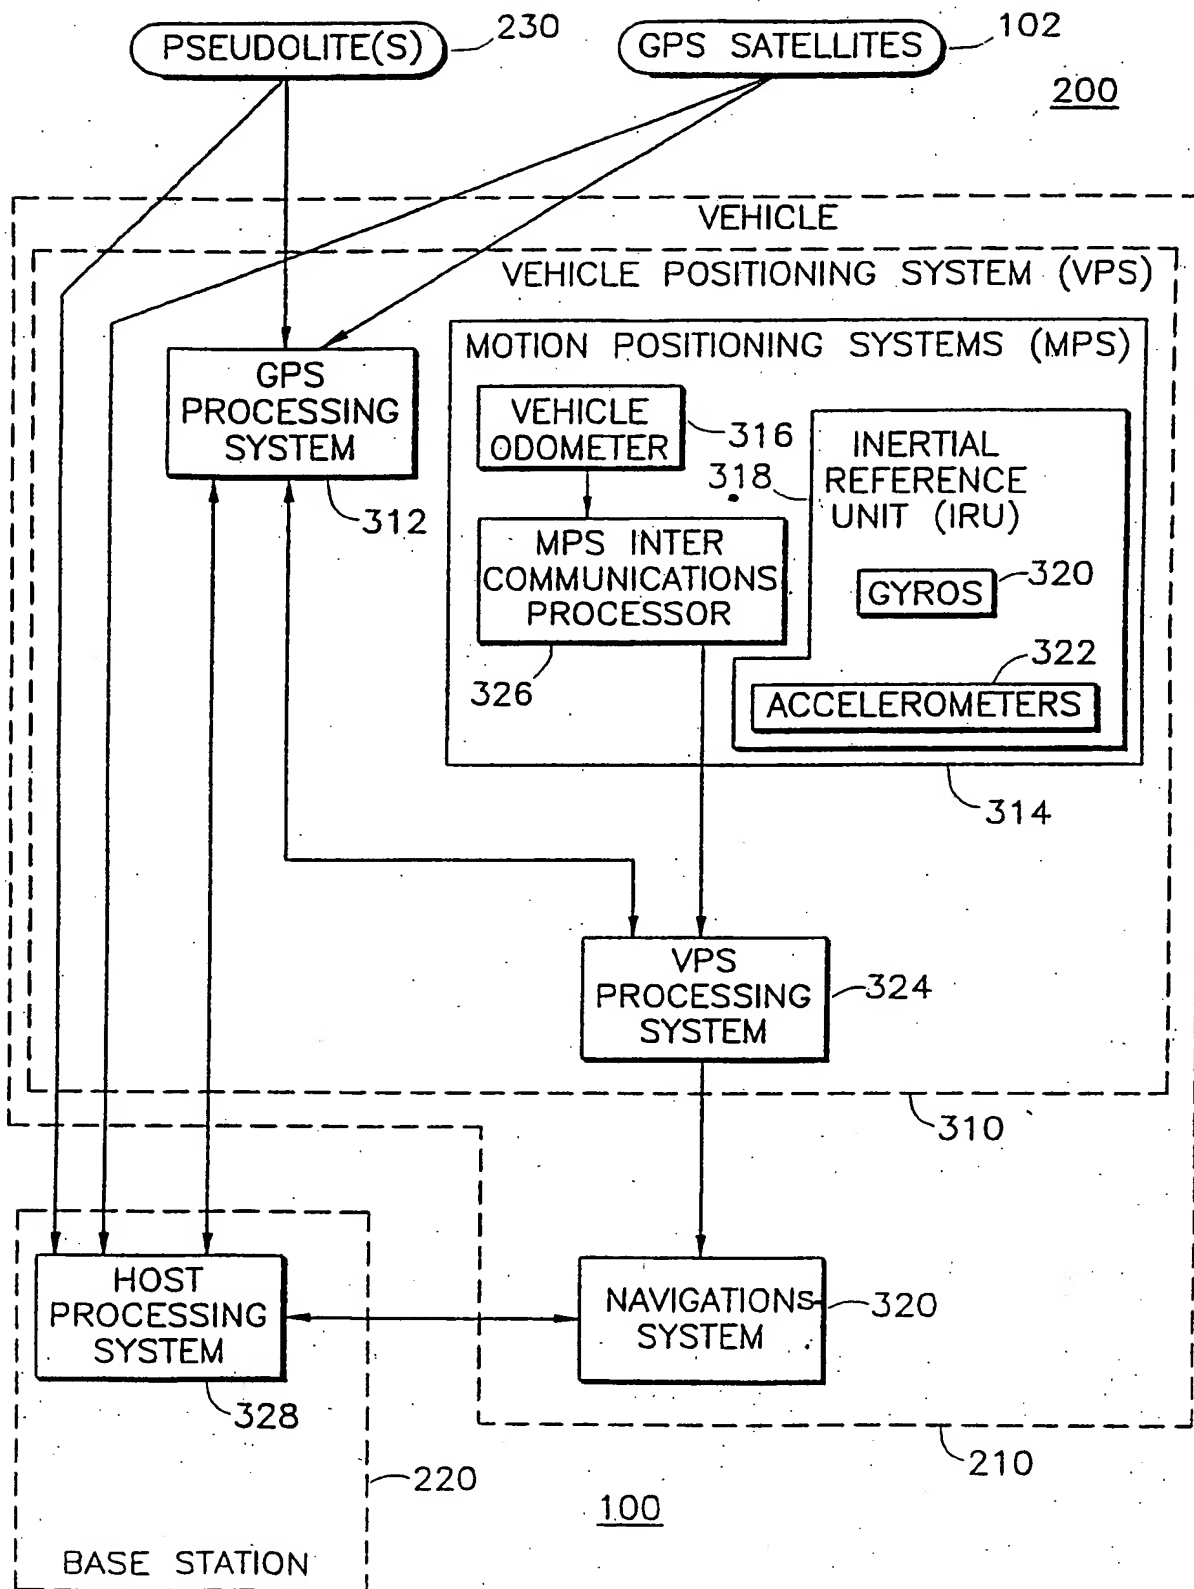 PSEUDOLITE(S)
230
GPS SATELLITES
102
200
VEHICLE
VEHICLE POSITIONING SYSTEM (VPS)
MOTION POSITIONING SYSTEMS (MPS)
GPS
PROCESSING
SYSTEM
312
VEHICLE
ODOMETER
316
318
INERTIAL
REFERENCE
UNIT (IRU)
MPS INTER
COMMUNICATIONS
PROCESSOR
326
GYROS
320
322
ACCELEROMETERS
314
VPS
PROCESSING
SYSTEM
324
310
HOST
PROCESSING
SYSTEM
328
NAVIGATIONS
SYSTEM
320
210
220
100
BASE STATION